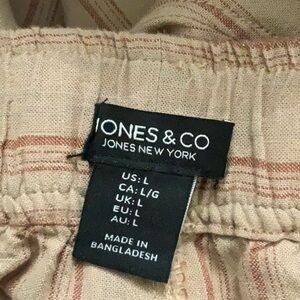 JONES & CO
JONES NEW YORK
US: L
CA: L/G
UK: L
EU: L
AU: L
MADE IN
BANGLADESH